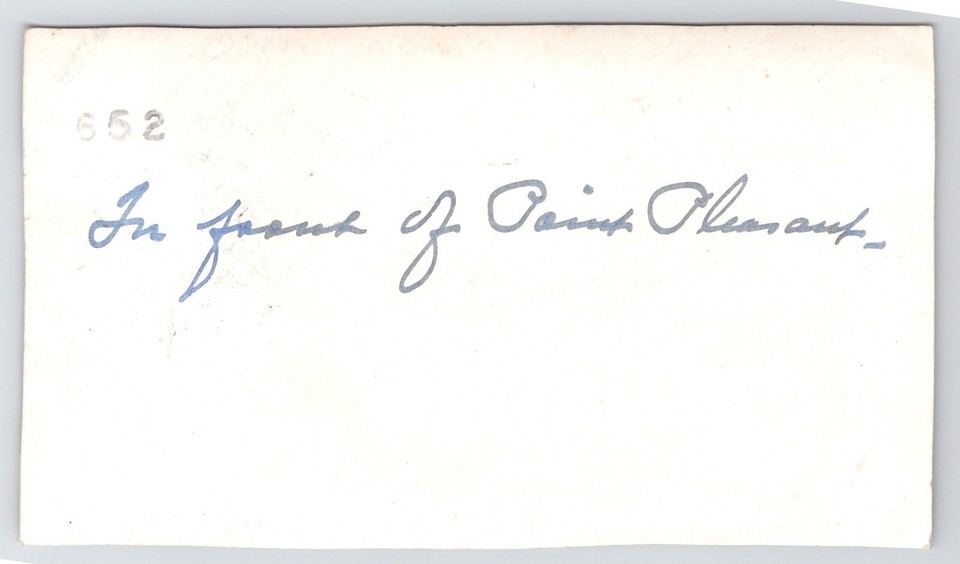 652
In front of Point Pleasant-